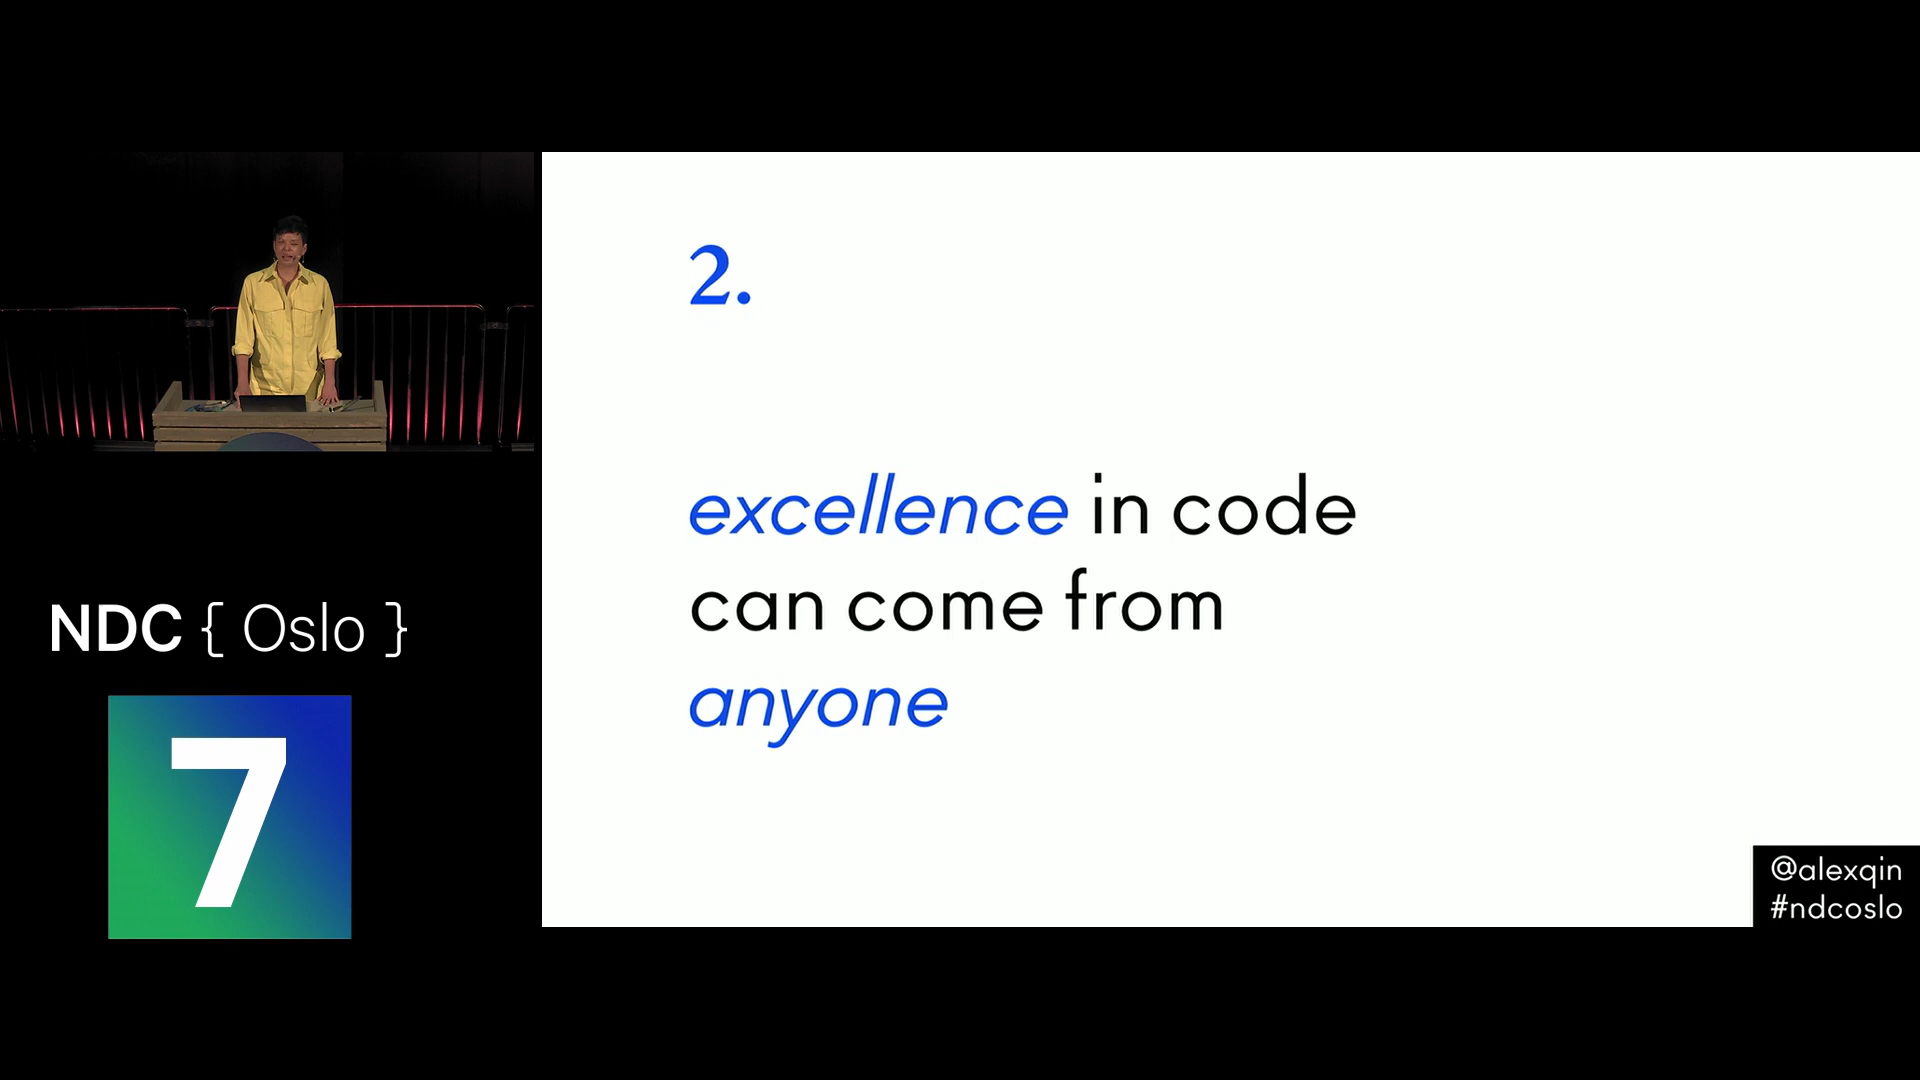 2.
excellence in code
can come from
anyone
NDC { Oslo }
7
@alexqin
#ndcoslo